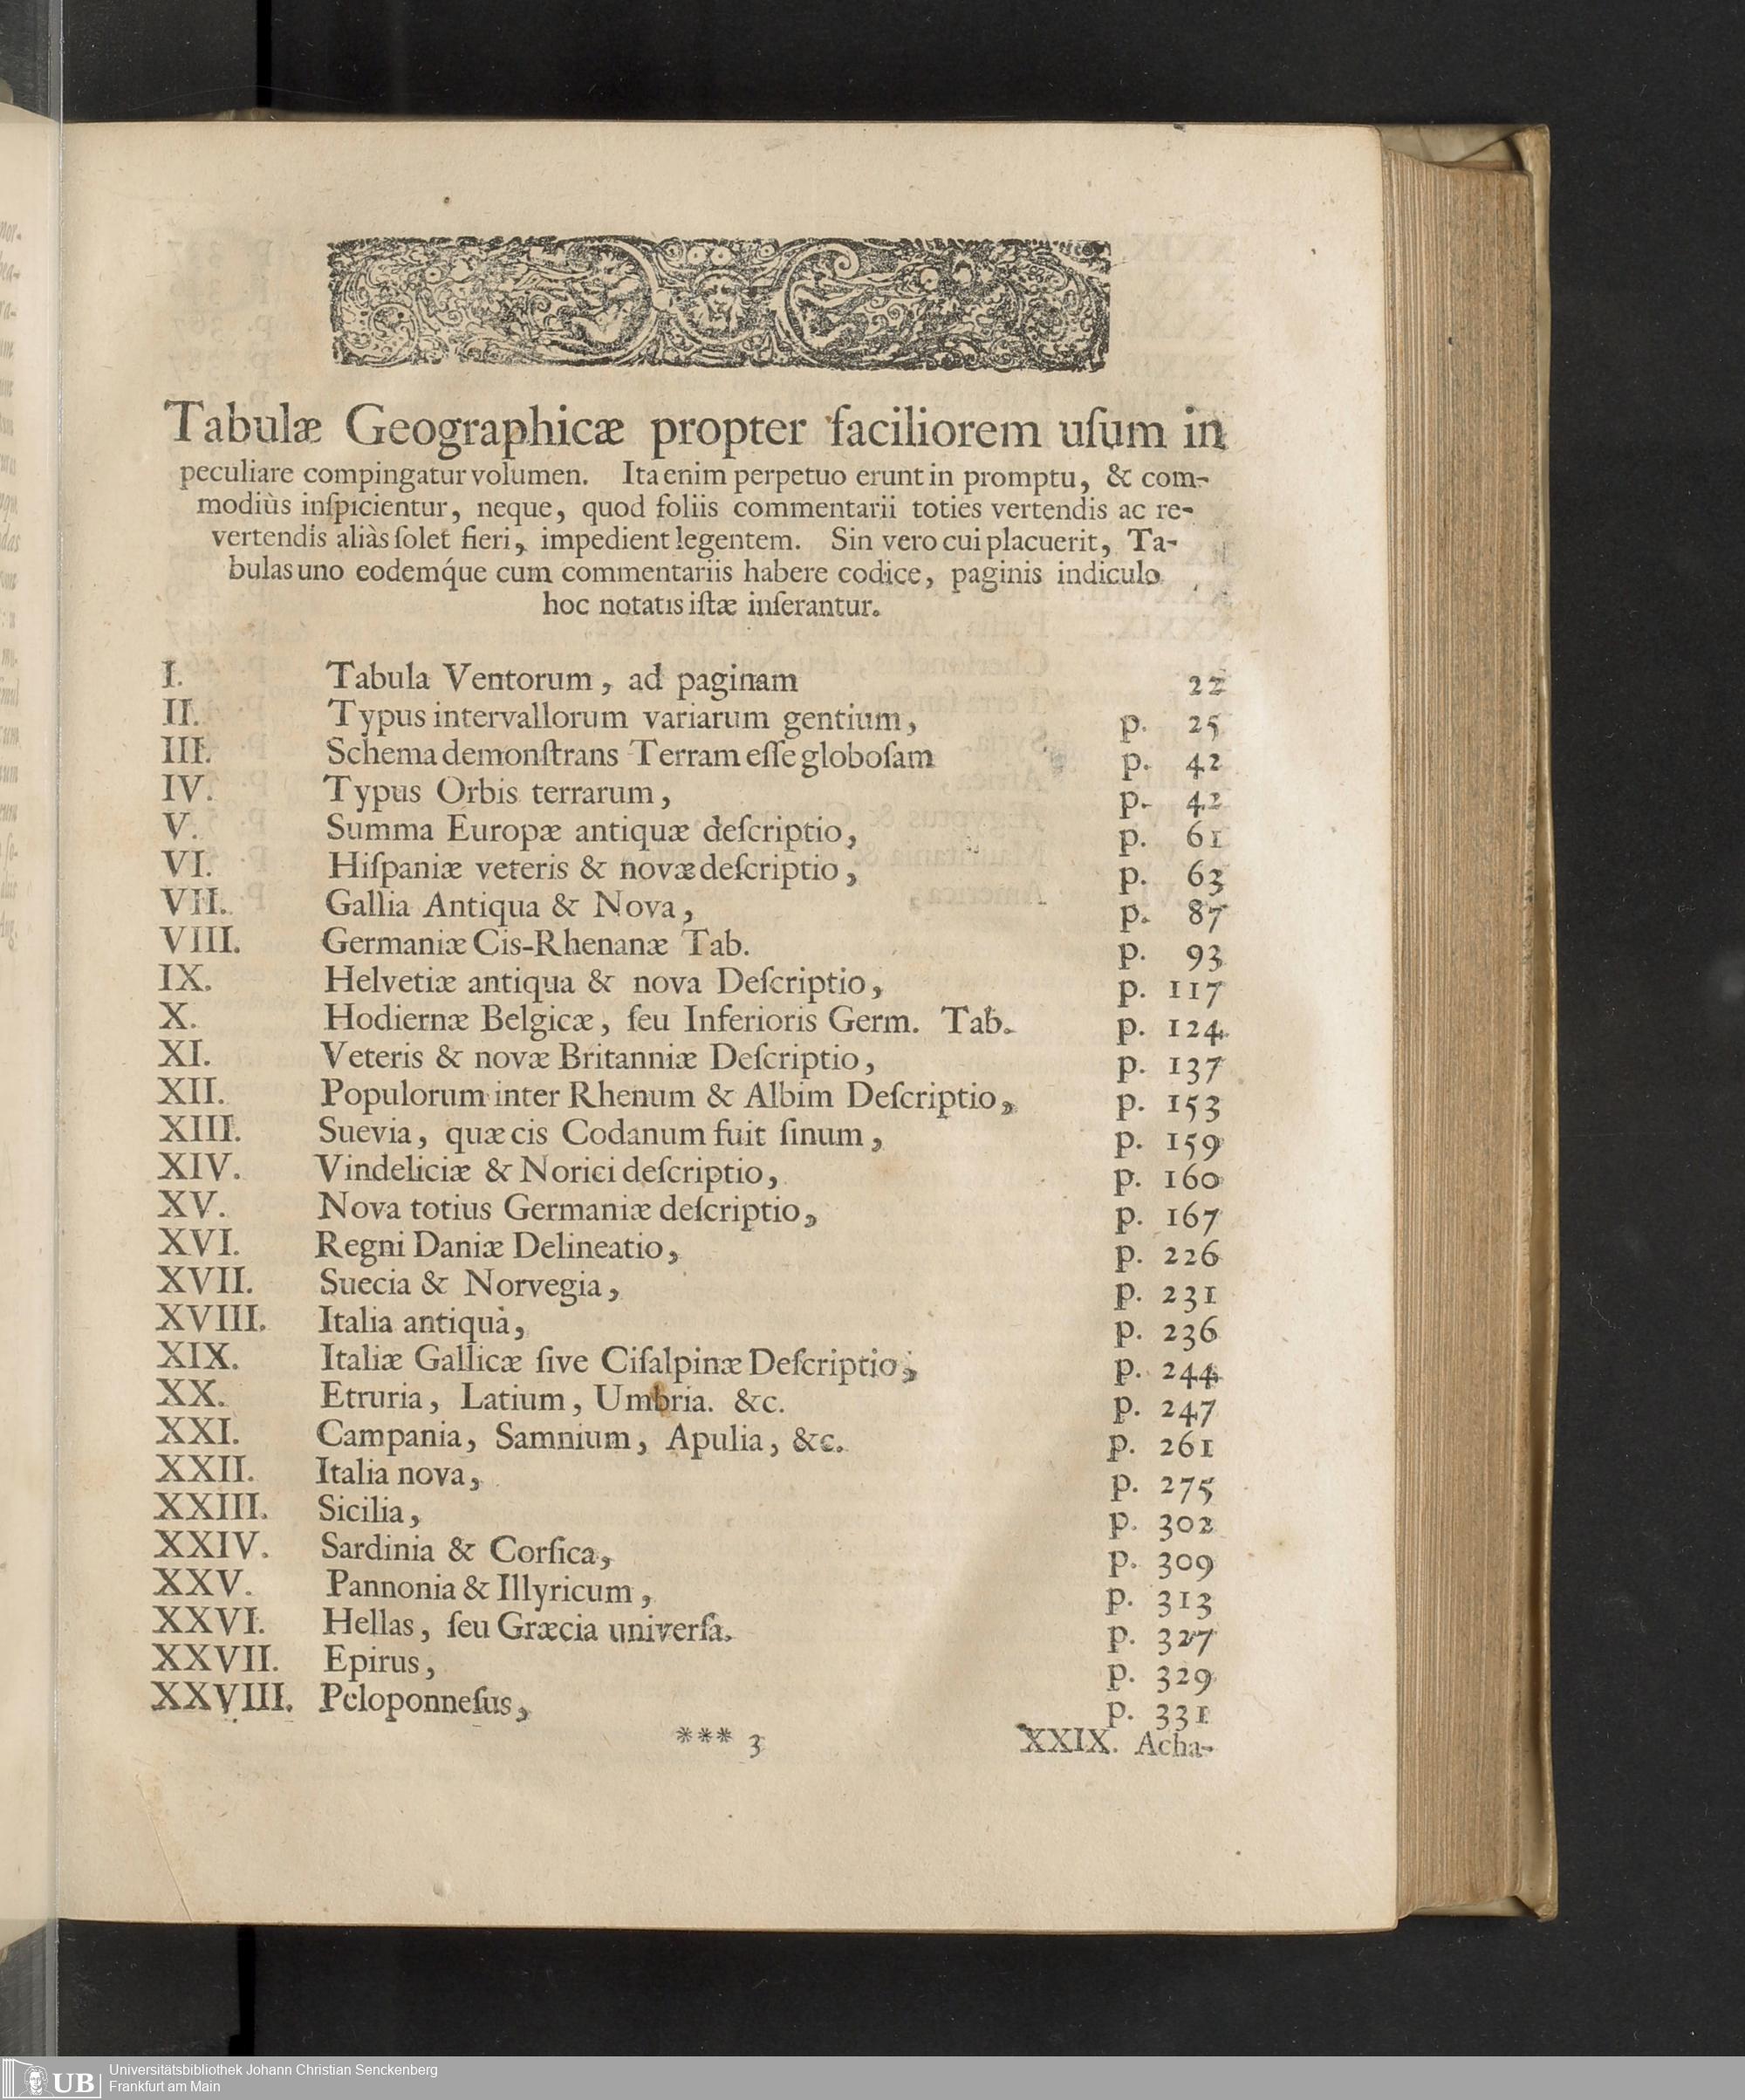 Tabulæ Geographicæ propter faciliorem uſum in
peculiare compingatur volumen. Ita enim perpetuo erunt in promptu, & com-
modiùs inſpicientur, neque, quod foliis commentarii toties vertendis ac re-
vertendis aliàs ſolet fieri, impedient legentem. Sin vero cui placuerit, Ta-
bulas uno eodemq́ue cum commentariis habere codice, paginis indiculo
hoc notatis iſtæ inſerantur.
I. Tabula Ventorum, ad paginam 22
II. Typus intervallorum variarum gentium, p. 25
III. Schema demonſtrans Terram eſſe globoſam p. 42
IV. Typus Orbis terrarum, p. 42
V. Summa Europæ antiquæ deſcriptio, p. 61
VI. Hiſpaniæ veteris & novæ deſcriptio, p. 63
VII. Gallia Antiqua & Nova, p. 87
VIII. Germaniæ Cis-Rhenanæ Tab. p. 93
IX. Helvetiæ antiqua & nova Deſcriptio, p. 117
X. Hodiernæ Belgicæ, ſeu Inferioris Germ. Tab. p. 124
XI. Veteris & novæ Britanniæ Deſcriptio, p. 137
XII. Populorum inter Rhenum & Albim Deſcriptio, p. 153
XIII. Suevia, quæ cis Codanum fuit ſinum, p. 159
XIV. Vindeliciæ & Norici deſcriptio, p. 160
XV. Nova totius Germaniæ deſcriptio, p. 167
XVI. Regni Daniæ Delineatio, p. 226
XVII. Suecia & Norvegia, p. 231
XVIII. Italia antiqua, p. 236
XIX. Italiæ Gallicæ ſive Ciſalpinæ Deſcriptio, p. 244
XX. Etruria, Latium, Umbria. &c. p. 247
XXI. Campania, Samnium, Apulia, &c. p. 261
XXII. Italia nova, p. 275
XXIII. Sicilia, p. 302
XXIV. Sardinia & Corſica, p. 309
XXV. Pannonia & Illyricum, p. 313
XXVI. Hellas, ſeu Græcia univerſa. p. 327
XXVII. Epirus, p. 329
XXVIII. Peloponneſus, p. 331
*** 3 XXIX. Acha-
UB Universitätsbibliothek Johann Christian Senckenberg
Frankfurt am Main